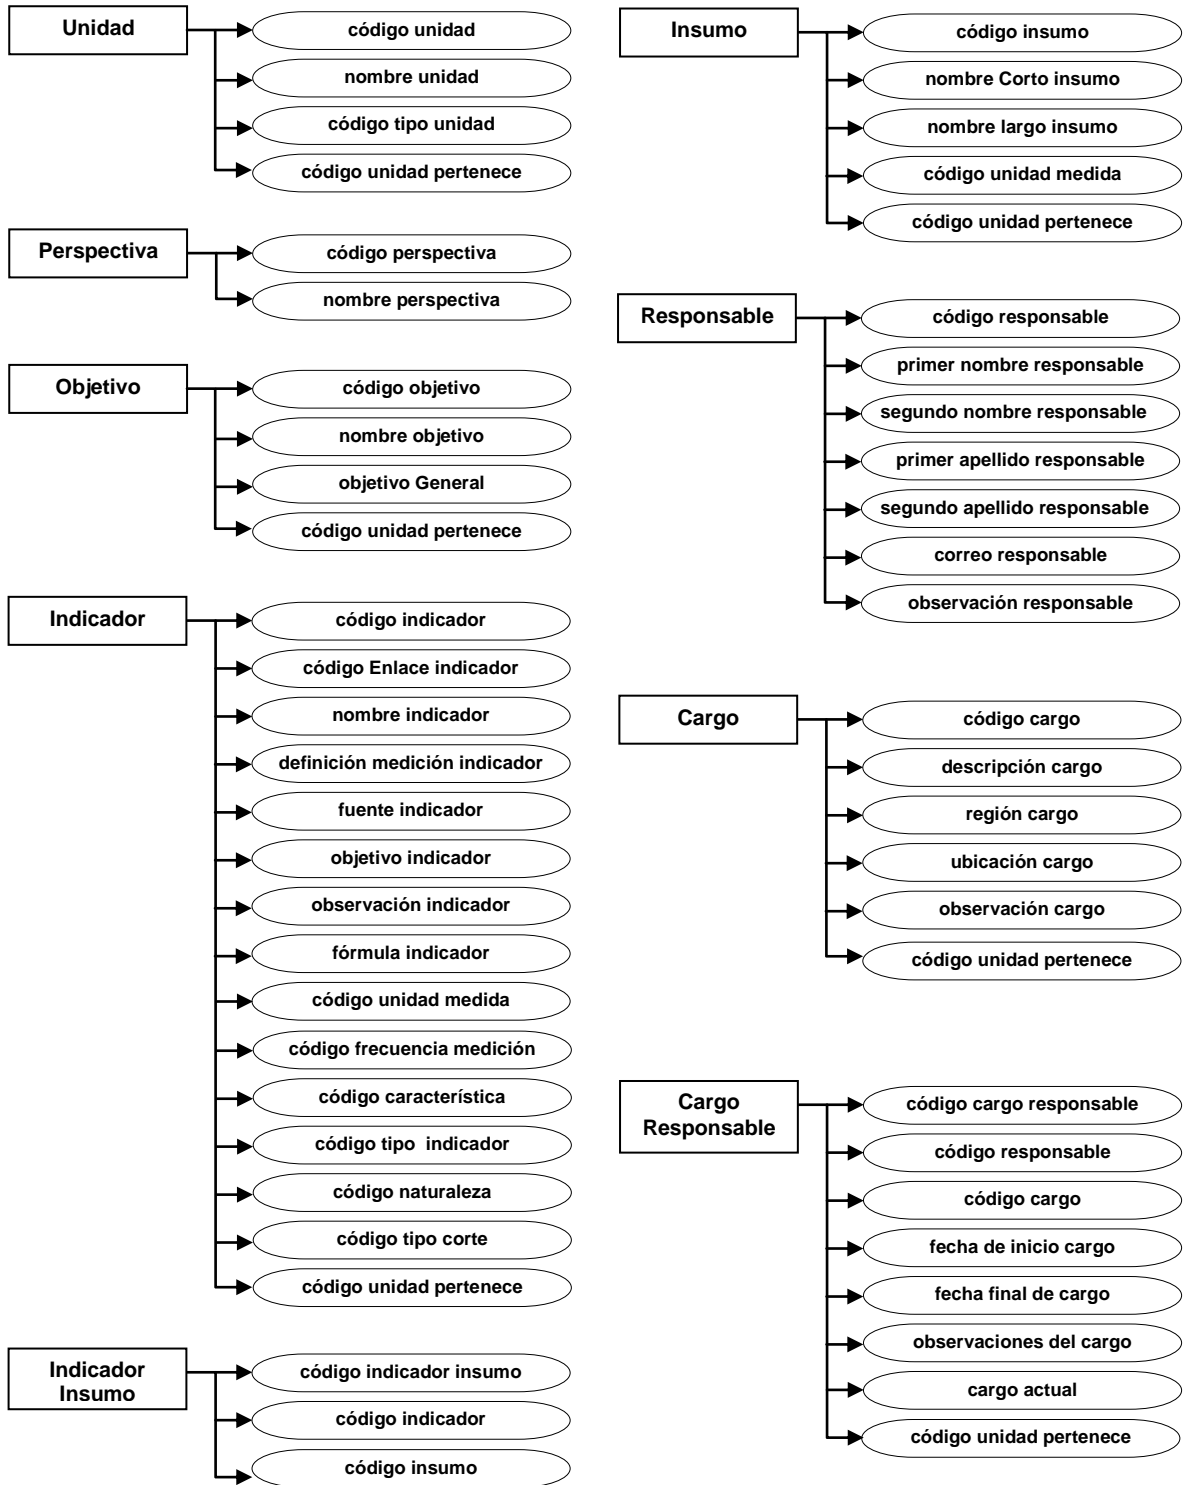 Unidad
código unidad
nombre unidad
código tipo unidad
código unidad pertenece
Perspectiva
código perspectiva
nombre perspectiva
Objetivo
código objetivo
nombre objetivo
objetivo General
código unidad pertenece
Indicador
código indicador
código Enlace indicador
nombre indicador
definición medición indicador
fuente indicador
objetivo indicador
observación indicador
fórmula indicador
código unidad medida
código frecuencia medición
código característica
código tipo indicador
código naturaleza
código tipo corte
código unidad pertenece
Indicador
Insumo
código indicador insumo
código indicador
código insumo
Insumo
código insumo
nombre Corto insumo
nombre largo insumo
código unidad medida
código unidad pertenece
Responsable
código responsable
primer nombre responsable
segundo nombre responsable
primer apellido responsable
segundo apellido responsable
correo responsable
observación responsable
Cargo
código cargo
descripción cargo
región cargo
ubicación cargo
observación cargo
código unidad pertenece
Cargo
Responsable
código cargo responsable
código responsable
código cargo
fecha de inicio cargo
fecha final de cargo
observaciones del cargo
cargo actual
código unidad pertenece